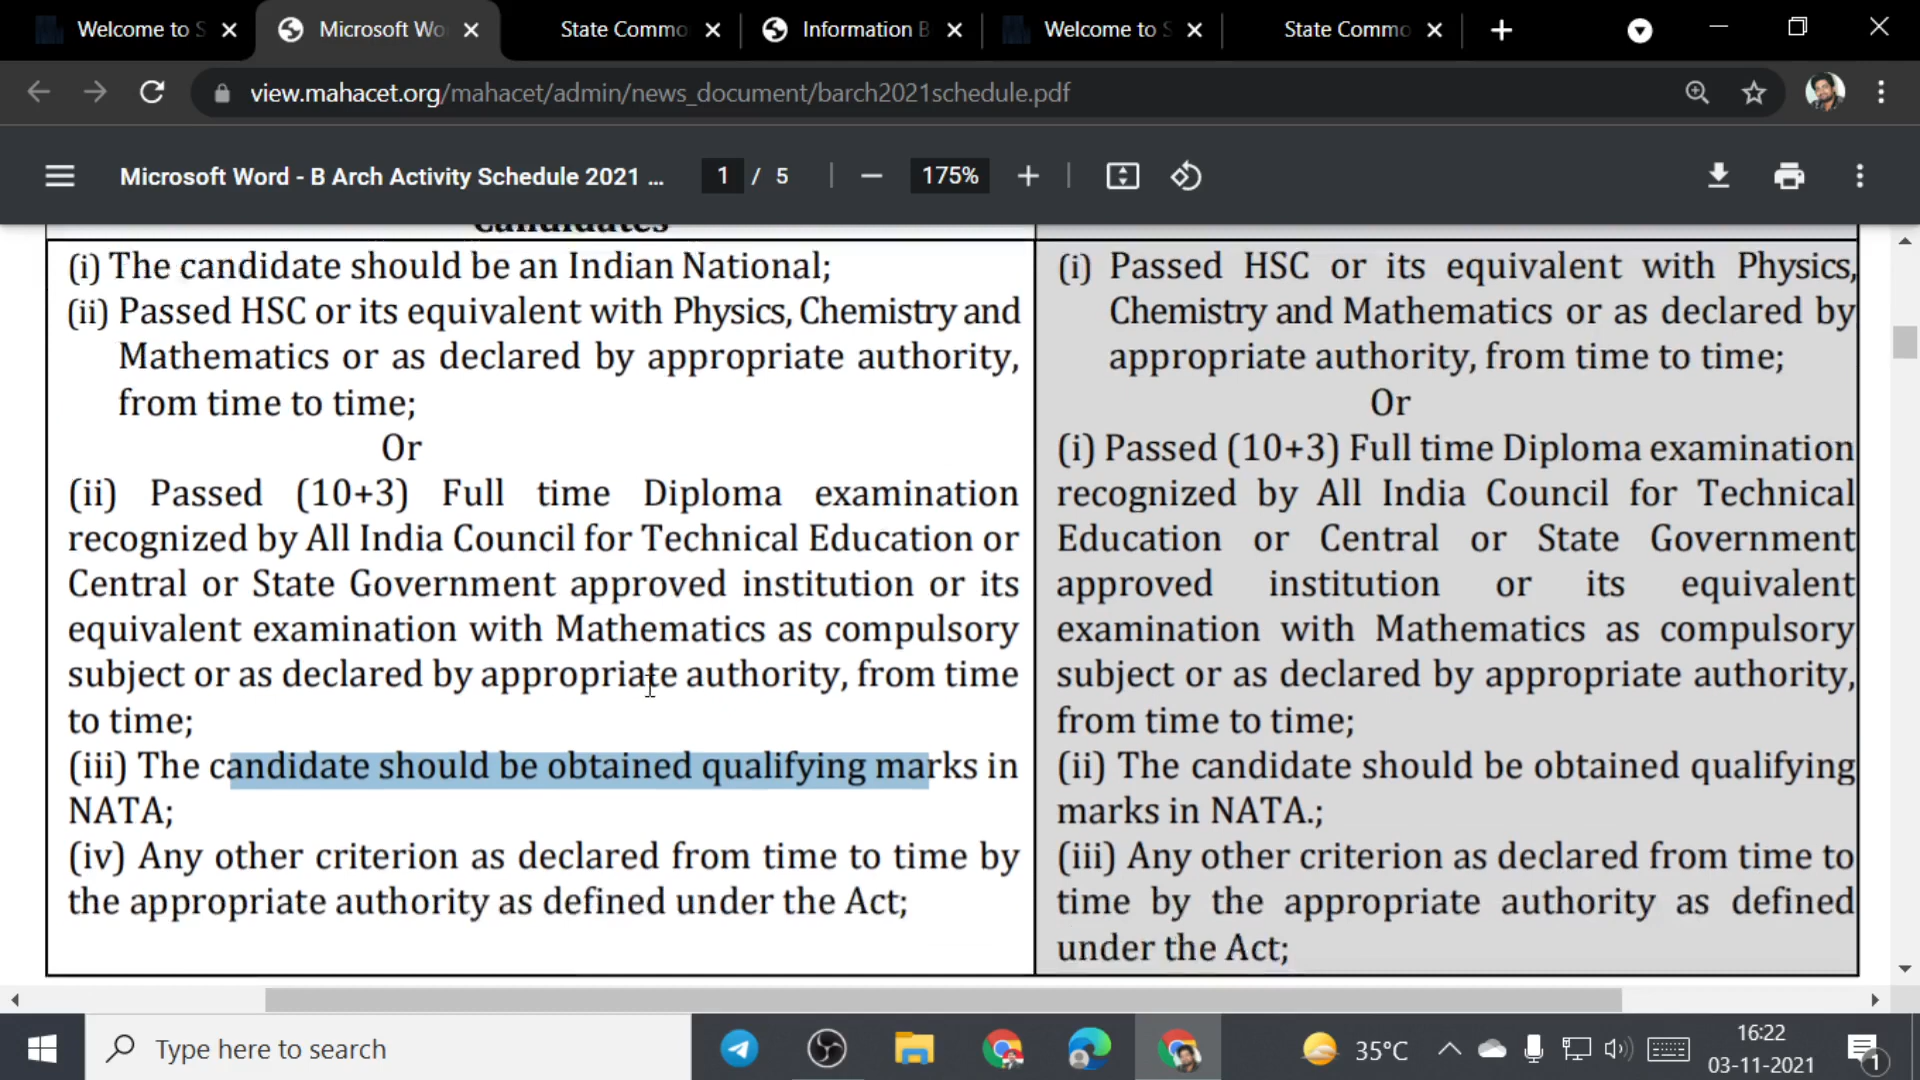 Welcome to S
Microsoft Wo
State Commo
Information B
Welcome to S
State Commo
view.mahacet.org/mahacet/admin/news_document/barch2021schedule.pdf
Microsoft Word - B Arch Activity Schedule 2021 ...
1 / 5
175%
Candidates
(i) The candidate should be an Indian National;
(ii) Passed HSC or its equivalent with Physics, Chemistry and
Mathematics or as declared by appropriate authority,
from time to time;
Or
(ii) Passed (10+3) Full time Diploma examination
recognized by All India Council for Technical Education or
Central or State Government approved institution or its
equivalent examination with Mathematics as compulsory
subject or as declared by appropriate authority, from time
to time;
(iii) The candidate should be obtained qualifying marks in
NATA;
(iv) Any other criterion as declared from time to time by
the appropriate authority as defined under the Act;
(i) Passed HSC or its equivalent with Physics,
Chemistry and Mathematics or as declared by
appropriate authority, from time to time;
Or
(i) Passed (10+3) Full time Diploma examination
recognized by All India Council for Technical
Education or Central or State Government
approved institution or its equivalent
examination with Mathematics as compulsory
subject or as declared by appropriate authority,
from time to time;
(ii) The candidate should be obtained qualifying
marks in NATA.;
(iii) Any other criterion as declared from time to
time by the appropriate authority as defined
under the Act;
Type here to search
35°C
16:22
03-11-2021
1